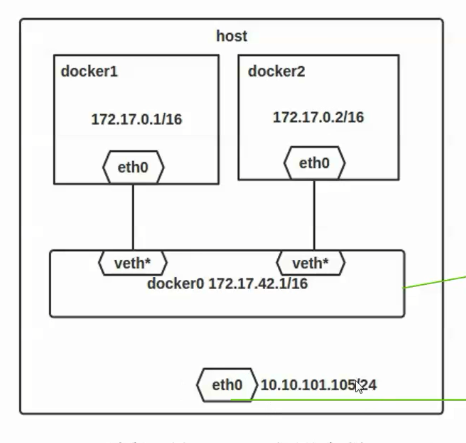 host
docker1
docker2
172.17.0.1/16
172.17.0.2/16
eth0
eth0
veth*
veth*
docker0 172.17.42.1/16
eth0
10.10.101.105/24